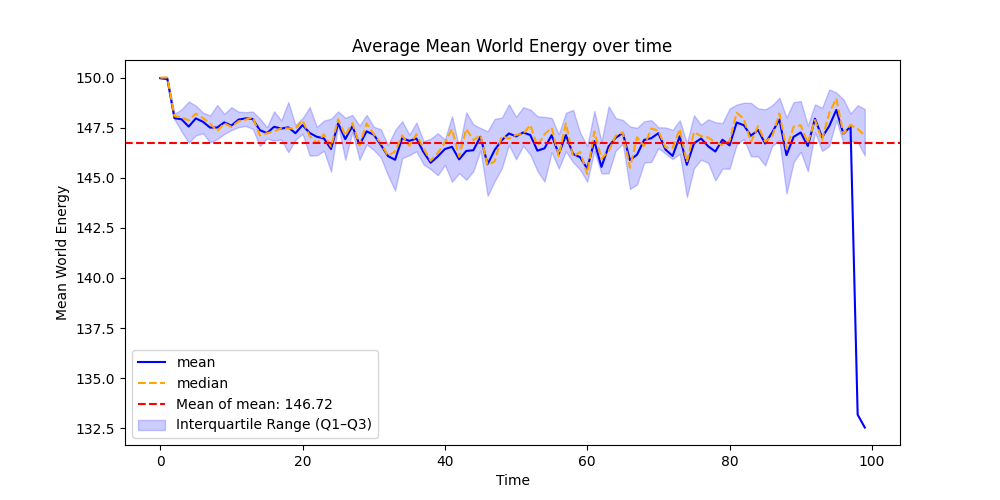 Average Mean World Energy over time
Mean World Energy
150.0
147.5
145.0
142.5
140.0
137.5
135.0
132.5
mean
median
Mean of mean: 146.72
Interquartile Range (Q1–Q3)
0
20
40
60
80
100
Time